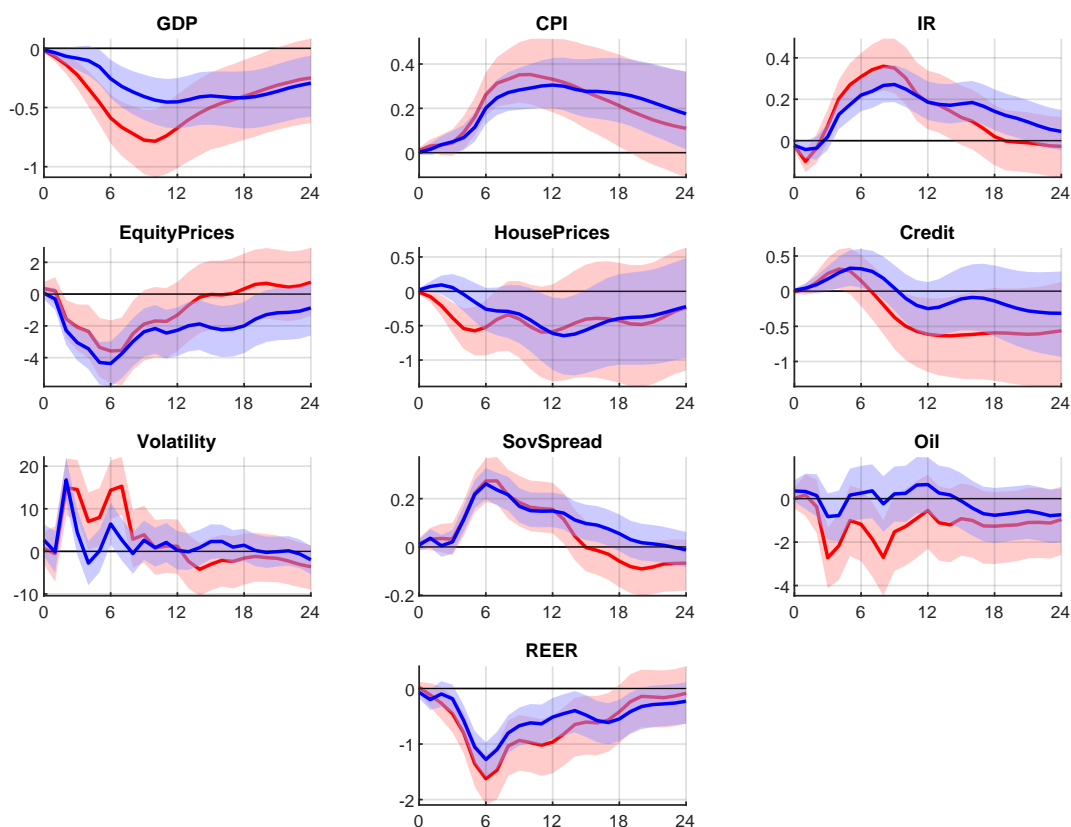 GDP
0
-0.5
-1
0 6 12 18 24
CPI
0.4
0.2
0
0 6 12 18 24
IR
0.4
0.2
0
0 6 12 18 24
EquityPrices
2
0
-2
-4
0 6 12 18 24
HousePrices
0.5
0
-0.5
-1
0 6 12 18 24
Credit
0.5
0
-0.5
-1
0 6 12 18 24
Volatility
20
10
0
-10
0 6 12 18 24
SovSpread
0.2
0
-0.2
0 6 12 18 24
Oil
0
-2
-4
0 6 12 18 24
REER
0
-1
-2
0 6 12 18 24